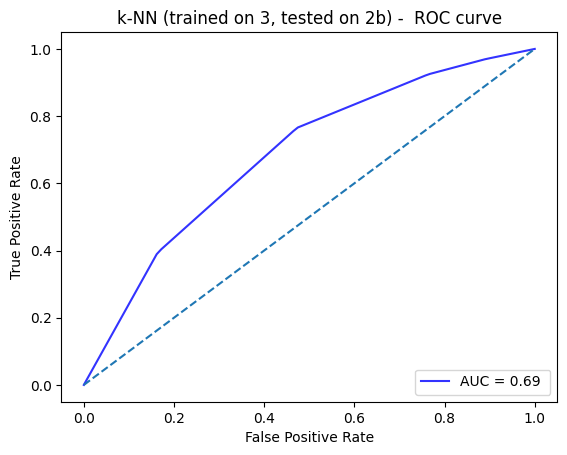 k-NN (trained on 3, tested on 2b) -  ROC curve
True Positive Rate
1.0
0.8
0.6
0.4
0.2
0.0
AUC = 0.69
0.0 0.2 0.4 0.6 0.8 1.0
False Positive Rate